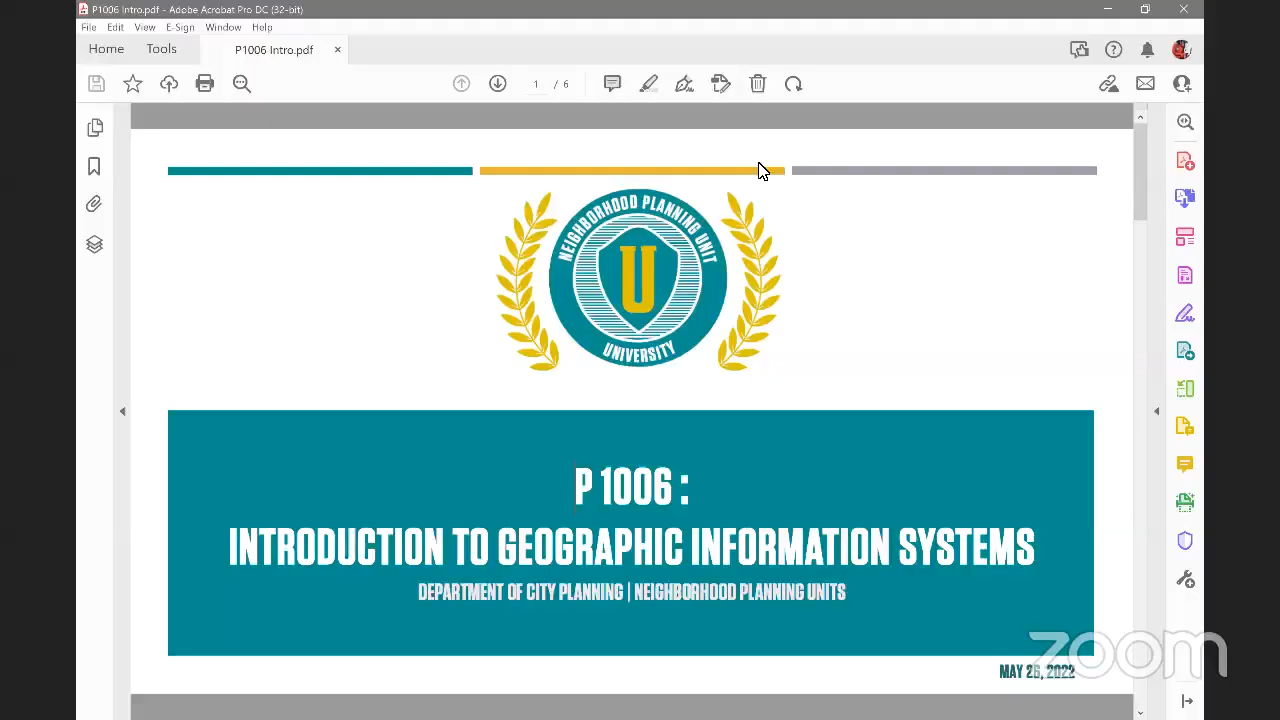 P1006 Intro.pdf - Adobe Acrobat Pro DC (32-bit)
File Edit View E-Sign Window Help
Home Tools P1006 Intro.pdf ×
1 / 6
NEIGHBORHOOD PLANNING UNIT
U
UNIVERSITY
P 1006 :
INTRODUCTION TO GEOGRAPHIC INFORMATION SYSTEMS
DEPARTMENT OF CITY PLANNING | NEIGHBORHOOD PLANNING UNITS
MAY 26, 2022
zoom